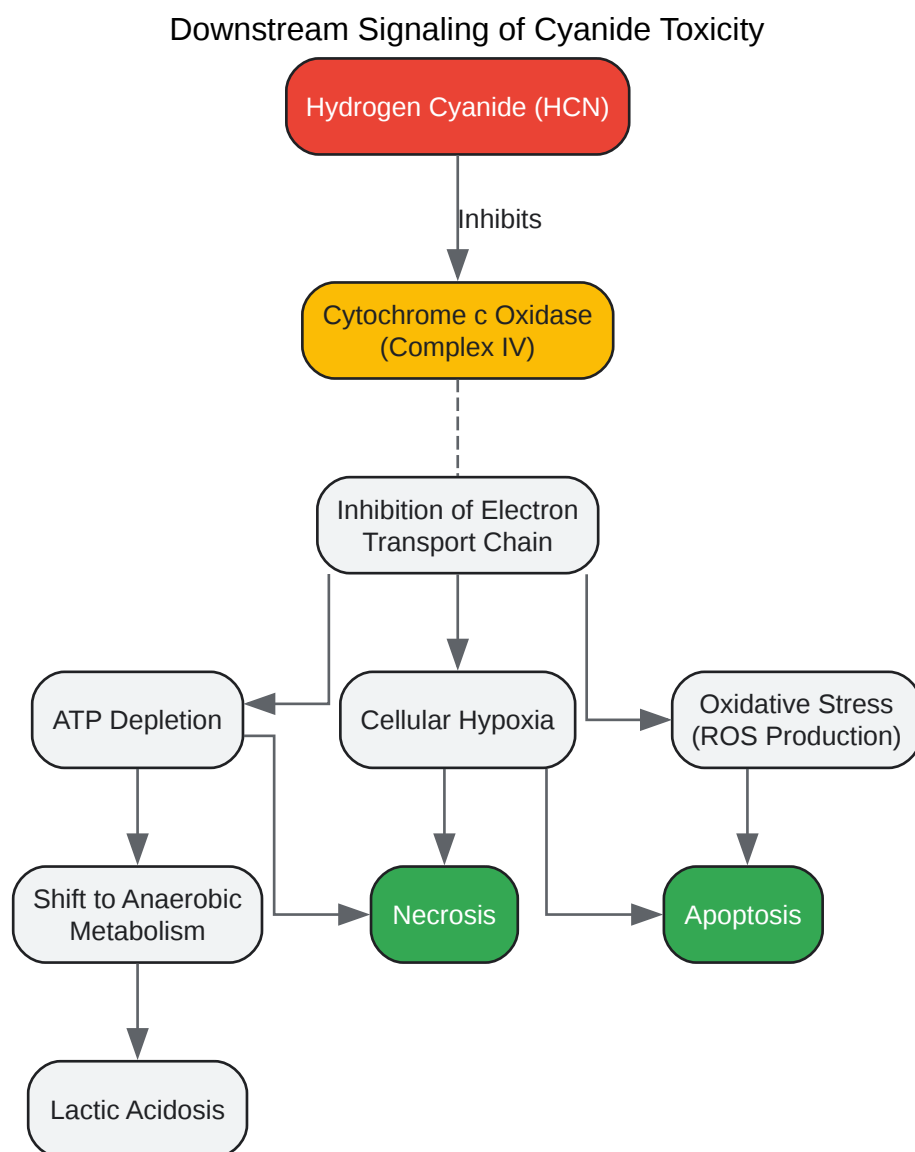 Downstream Signaling of Cyanide Toxicity
Hydrogen Cyanide (HCN)
Inhibits
Cytochrome c Oxidase
(Complex IV)
Inhibition of Electron
Transport Chain
ATP Depletion
Cellular Hypoxia
Oxidative Stress
(ROS Production)
Shift to Anaerobic
Metabolism
Necrosis
Apoptosis
Lactic Acidosis